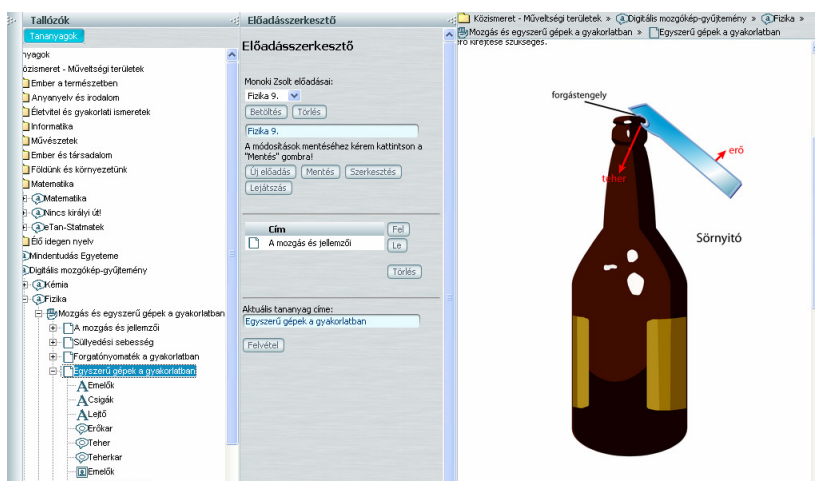 Tallózók
Tananyagok
nyagok
özismeret - Műveltségi területek
Ember a természetben
Anyanyelv és irodalom
Életvitel és gyakorlati ismeretek
Informatika
Művészetek
Ember és társadalom
Földünk és környezetünk
Matematika
Matematika
Nincs királyi út!
eTan-Statmatek
Élő idegen nyelv
Mindentudás Egyeteme
Digitális mozgókép-gyűjtemény
Kémia
Fizika
Mozgás és egyszerű gépek a gyakorlatban
A mozgás és jellemzői
Süllyedési sebesség
Forgatónyomaték a gyakorlatban
Egyszerű gépek a gyakorlatban
Emelők
Csigák
Lejtő
Erőkar
Teher
Teherkar
Emelők
Előadásszerkesztő
Előadásszerkesztő
Monoki Zsolt előadásai:
Fizika 9.
Betöltés Törlés
Fizika 9.
A módosítások mentéséhez kérem kattintson a
"Mentés" gombra!
Új előadás Mentés Szerkesztés
Lejátszás
Cím Fel
A mozgás és jellemzői Le
Törlés
Aktuális tananyag címe:
Egyszerű gépek a gyakorlatban
Felvétel
Közismeret - Műveltségi területek » Digitális mozgókép-gyűjtemény » Fizika »
Mozgás és egyszerű gépek a gyakorlatban » Egyszerű gépek a gyakorlatban
erő kifejtése szükséges.
forgástengely
erő
teher
Sörnyitó